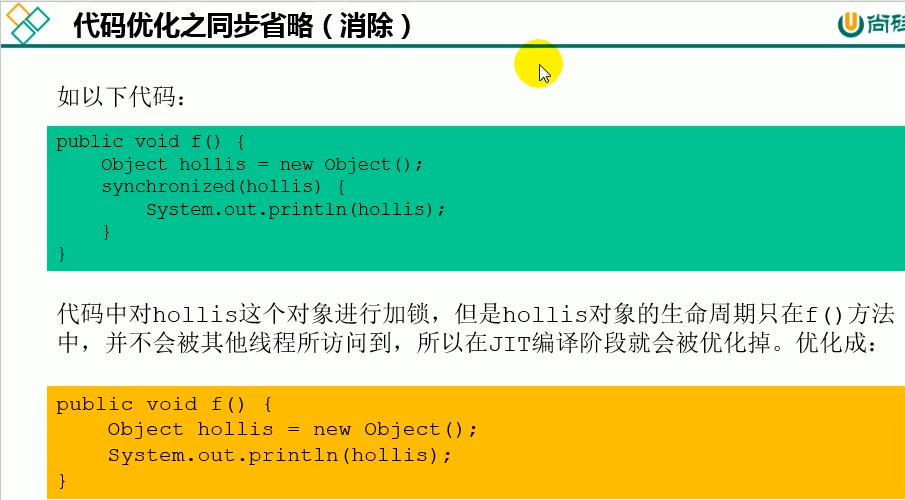 代码优化之同步省略（消除）
尚硅
如以下代码：
public void f() {
    Object hollis = new Object();
    synchronized(hollis) {
        System.out.println(hollis);
    }
}
代码中对hollis这个对象进行加锁，但是hollis对象的生命周期只在f()方法
中，并不会被其他线程所访问到，所以在JIT编译阶段就会被优化掉。优化成：
public void f() {
    Object hollis = new Object();
    System.out.println(hollis);
}